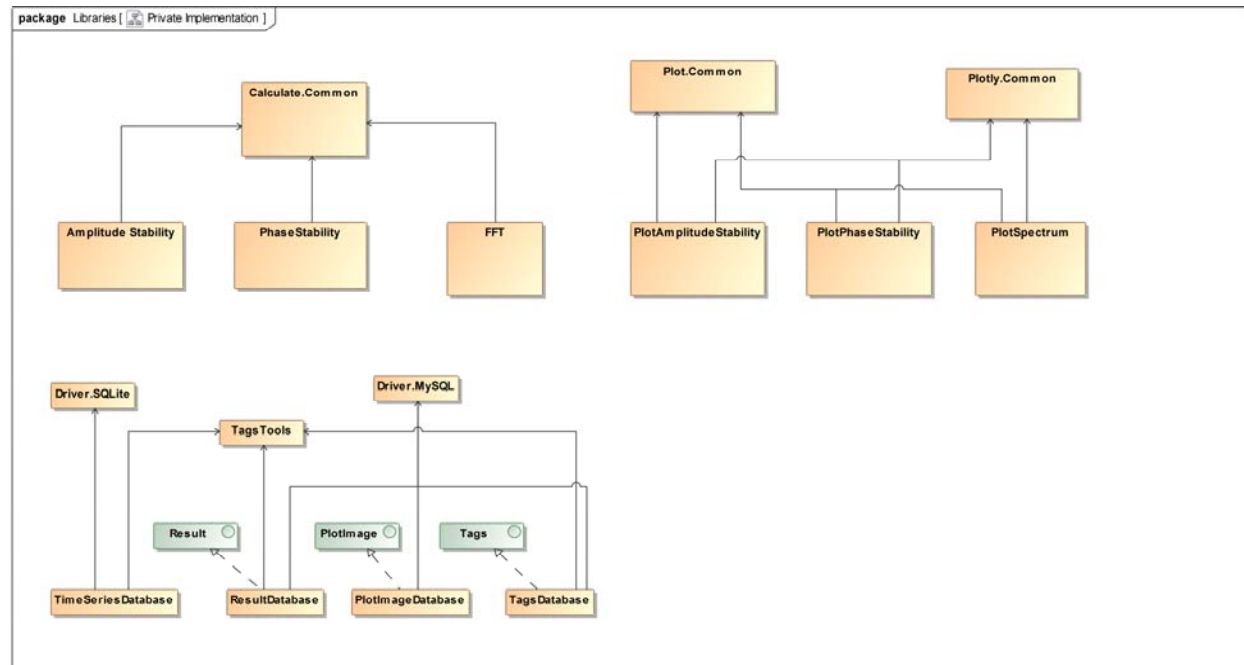 package Libraries [ Private Implementation ]
Plot.Common
Plotly.Common
Calculate.Common
Amplitude Stability
PhaseStability
FFT
PlotAmplitudeStability
PlotPhaseStability
PlotSpectrum
Driver.SQLite
Driver.MySQL
TagsTools
Result
PlotImage
Tags
TimeSeriesDatabase
ResultDatabase
PlotImageDatabase
TagsDatabase